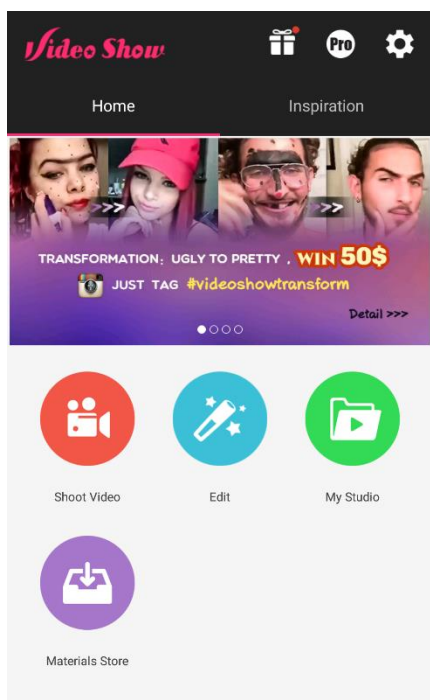 Video Show
Pro
Home
Inspiration
>>>
>>>
TRANSFORMATION: UGLY TO PRETTY , WIN 50$
JUST TAG #videoshowtransform
Detail >>>
Shoot Video
Edit
My Studio
Materials Store